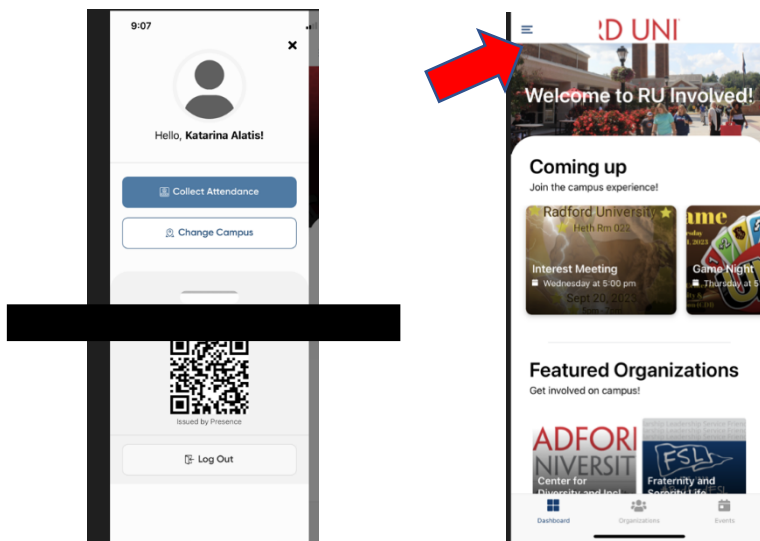 9:07
Hello, Katarina Alatis!
Collect Attendance
Change Campus
Issued by Presence
Log Out
RD UNI
Welcome to RU Involved!
Coming up
Join the campus experience!
Radford University
Heth Rm 022
Interest Meeting
Wednesday at 5:00 pm
Sept 20, 2023
ame
Game Night
Thursday at 5
Featured Organizations
Get involved on campus!
ADFOR
NIVERSIT
Center for
Diversity and Incl
FSL
Fraternity and
Sorority Life
Dashboard
Organizations
Events